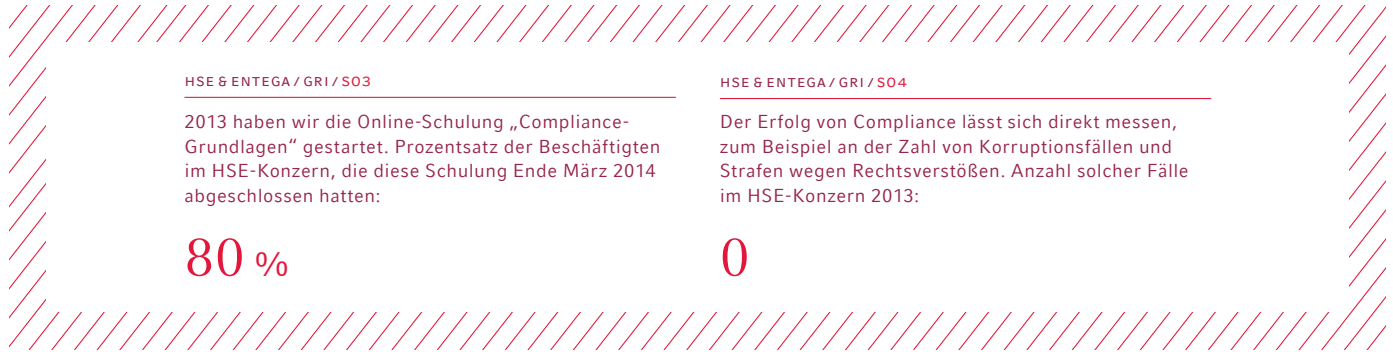 HSE & ENTEGA / GRI / SO3
2013 haben wir die Online-Schulung „Compliance-
Grundlagen“ gestartet. Prozentsatz der Beschäftigten
im HSE-Konzern, die diese Schulung Ende März 2014
abgeschlossen hatten:
80 %
HSE & ENTEGA / GRI / SO4
Der Erfolg von Compliance lässt sich direkt messen,
zum Beispiel an der Zahl von Korruptionsfällen und
Strafen wegen Rechtsverstößen. Anzahl solcher Fälle
im HSE-Konzern 2013:
0